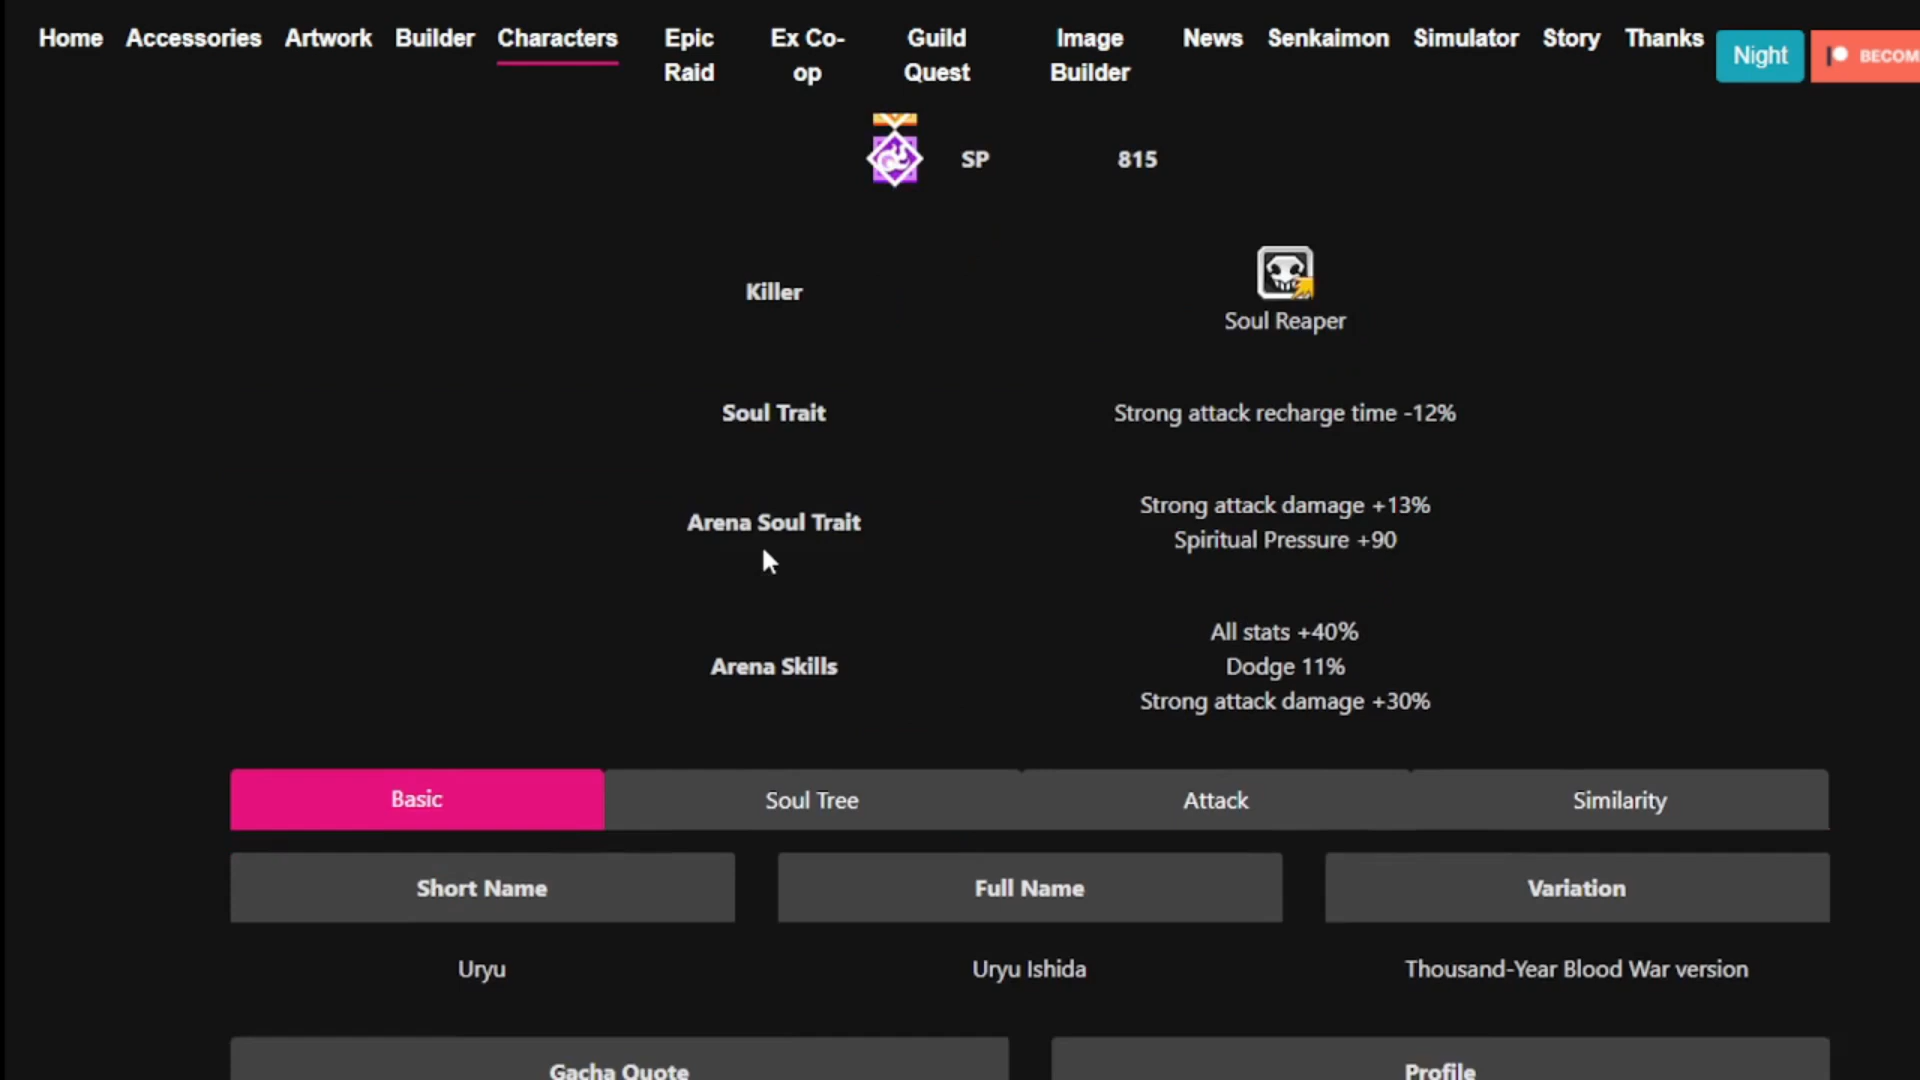 Home Accessories Artwork Builder Characters Epic Raid Ex Co-op Guild Quest Image Builder News Senkaimon Simulator Story Thanks Night BECOM
SP 815
Killer
Soul Reaper
Soul Trait Strong attack recharge time -12%
Arena Soul Trait
Strong attack damage +13%
Spiritual Pressure +90
Arena Skills
All stats +40%
Dodge 11%
Strong attack damage +30%
Basic Soul Tree Attack Similarity
Short Name Full Name Variation
Uryu Uryu Ishida Thousand-Year Blood War version
Gacha Quote Profile